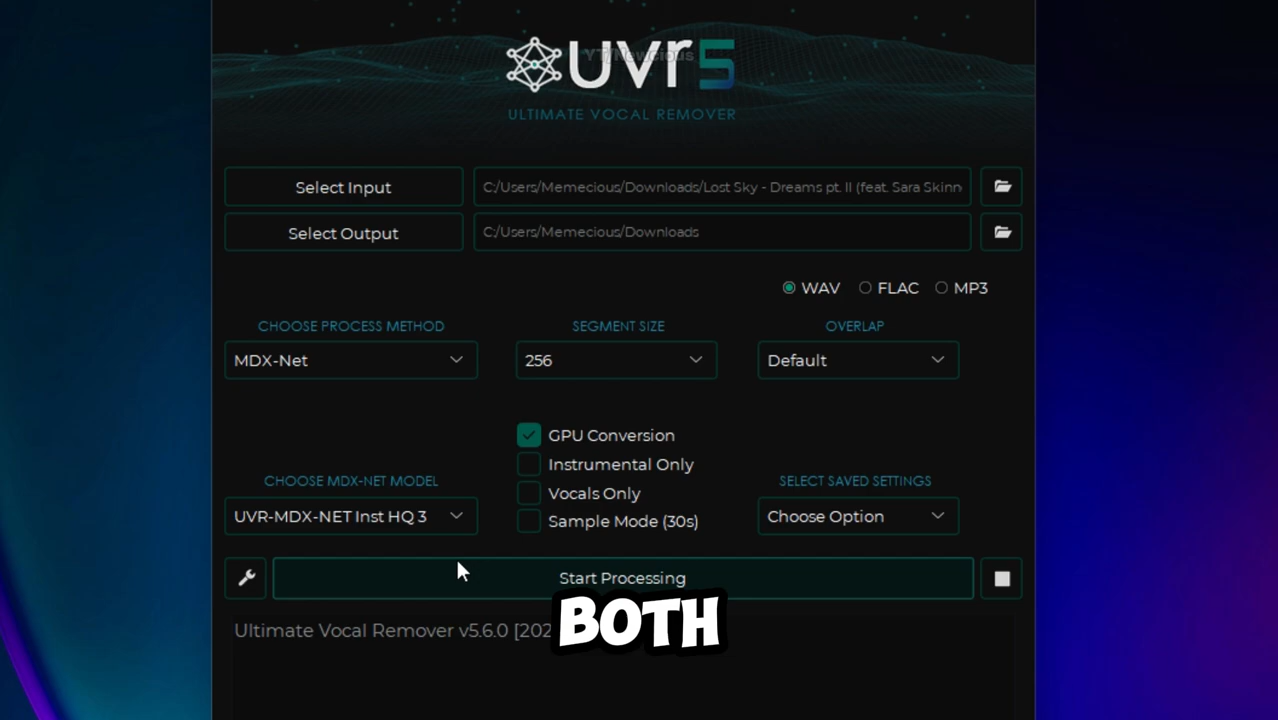 uvr5
YT/Newcious
ULTIMATE VOCAL REMOVER
Select Input
C:/Users/Memecious/Downloads/Lost Sky - Dreams pt. II (feat. Sara Skinn
Select Output
C:/Users/Memecious/Downloads
WAV FLAC MP3
CHOOSE PROCESS METHOD SEGMENT SIZE OVERLAP
MDX-Net 256 Default
GPU Conversion
Instrumental Only
CHOOSE MDX-NET MODEL Vocals Only SELECT SAVED SETTINGS
UVR-MDX-NET Inst HQ 3 Sample Mode (30s) Choose Option
Start Processing
Ultimate Vocal Remover v5.6.0 [202
BOTH